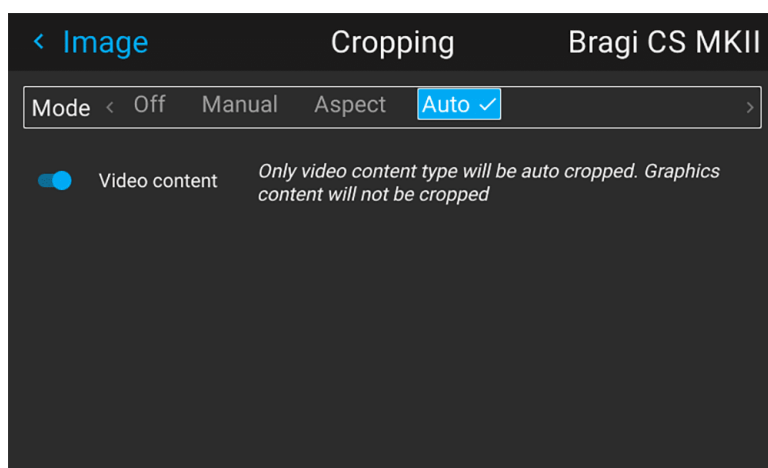 Image Cropping Bragi CS MKII
Mode Off Manual Aspect Auto
Video content Only video content type will be auto cropped. Graphics
content will not be cropped